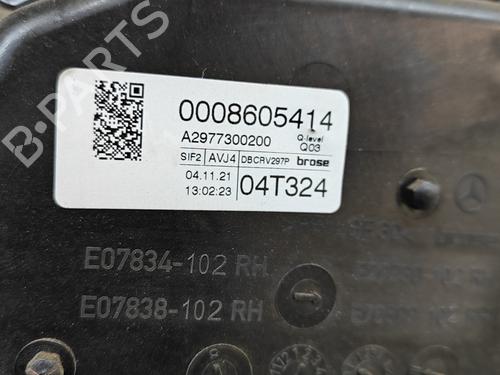 B-PARTS
0008605414
A2977300200
Q-level
Q03
SIF2 AVJ4 DBCRV297P brose
04.11.21
13:02:23
04T324
E07834-102 RH
E07838-102 RH